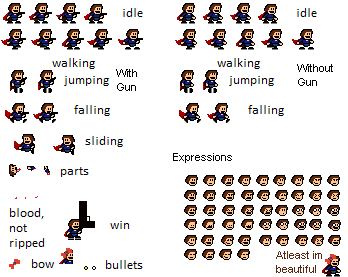 idle
idle
walking
walking
jumping
With
Gun
jumping
Without
Gun
falling
falling
sliding
Expressions
parts
blood,
not
ripped
win
bow
bullets
Atleast im
beautiful